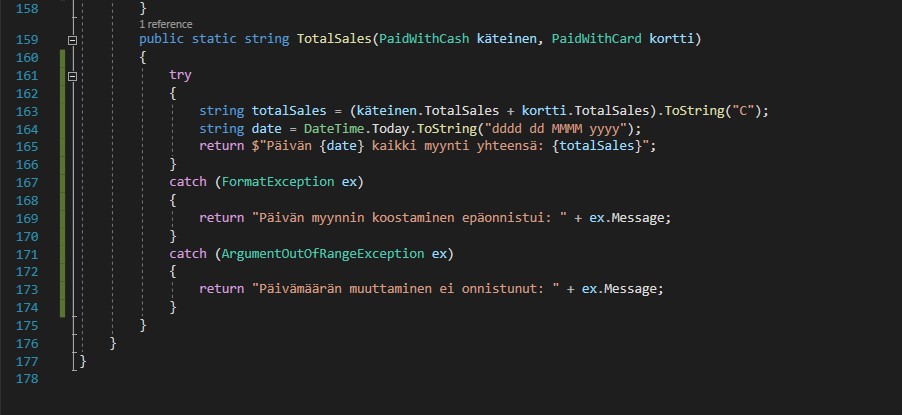 158 }
1 reference
159 public static string TotalSales(PaidWithCash käteinen, PaidWithCard kortti)
160 {
161 try
162 {
163 string totalSales = (käteinen.TotalSales + kortti.TotalSales).ToString("C");
164 string date = DateTime.Today.ToString("dddd dd MMMM yyyy");
165 return $"Päivän {date} kaikki myynti yhteensä: {totalSales}";
166 }
167 catch (FormatException ex)
168 {
169 return "Päivän myynnin koostaminen epäonnistui: " + ex.Message;
170 }
171 catch (ArgumentOutOfRangeException ex)
172 {
173 return "Päivämäärän muuttaminen ei onnistunut: " + ex.Message;
174 }
175 }
176 }
177 }
178